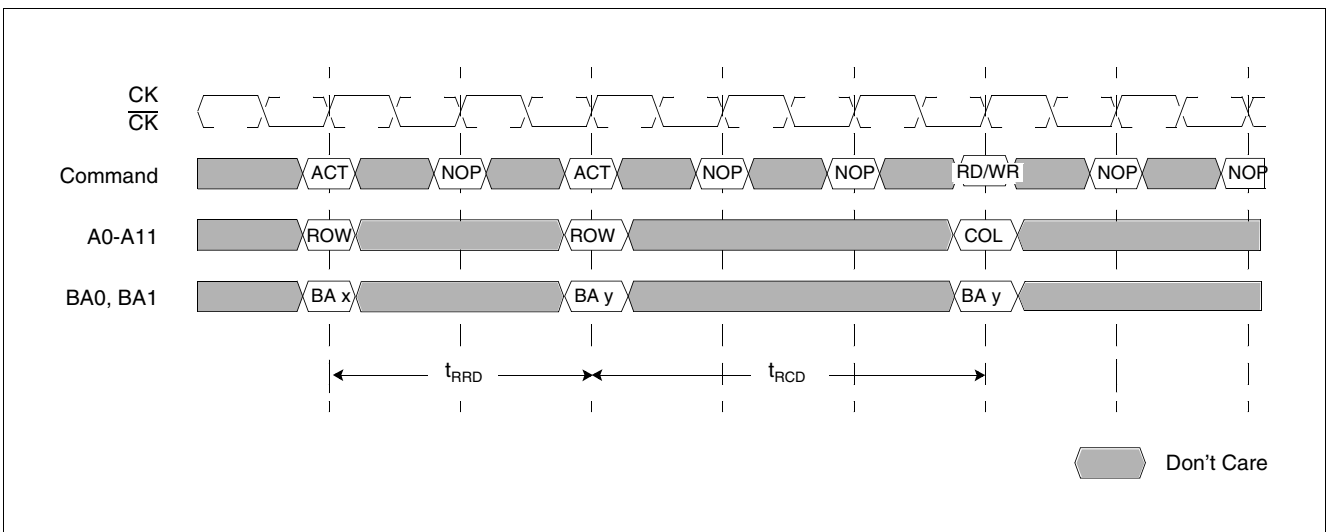 CK
CK
Command ACT NOP ACT NOP NOP RD/WR NOP NOP
A0-A11 ROW ROW COL
BA0, BA1 BA x BA y BA y
tRRD tRCD
Don't Care